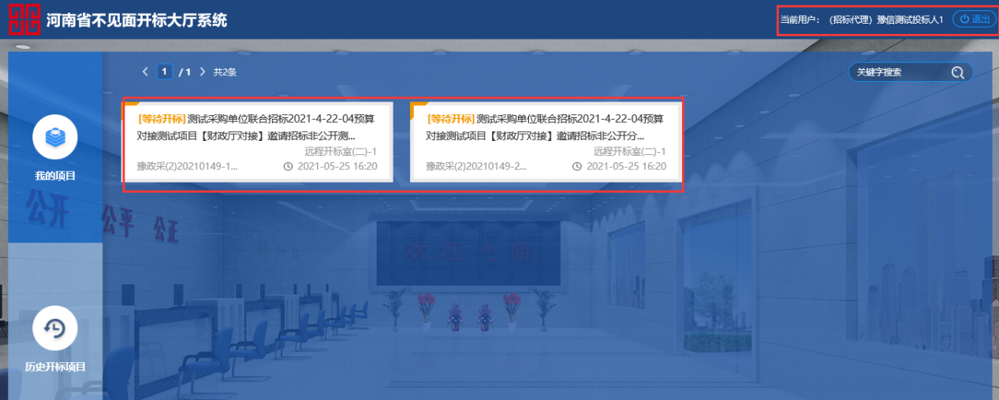 河南省不见面开标大厅系统
当前用户： （招标代理）豫信测试投标人1
退出
1 / 1 共2条
关键字搜索
[等待开标]测试采购单位联合招标2021-4-22-04预算
对接测试项目【财政厅对接】邀请招标非公开测...
远程开标室(二)-1
豫政采(2)20210149-1... 2021-05-25 16:20
[等待开标]测试采购单位联合招标2021-4-22-04预算
对接测试项目【财政厅对接】邀请招标非公开分...
远程开标室(二)-1
豫政采(2)20210149-2... 2021-05-25 16:20
我的项目
公开 公平 公正
欢迎光临
历史开标项目